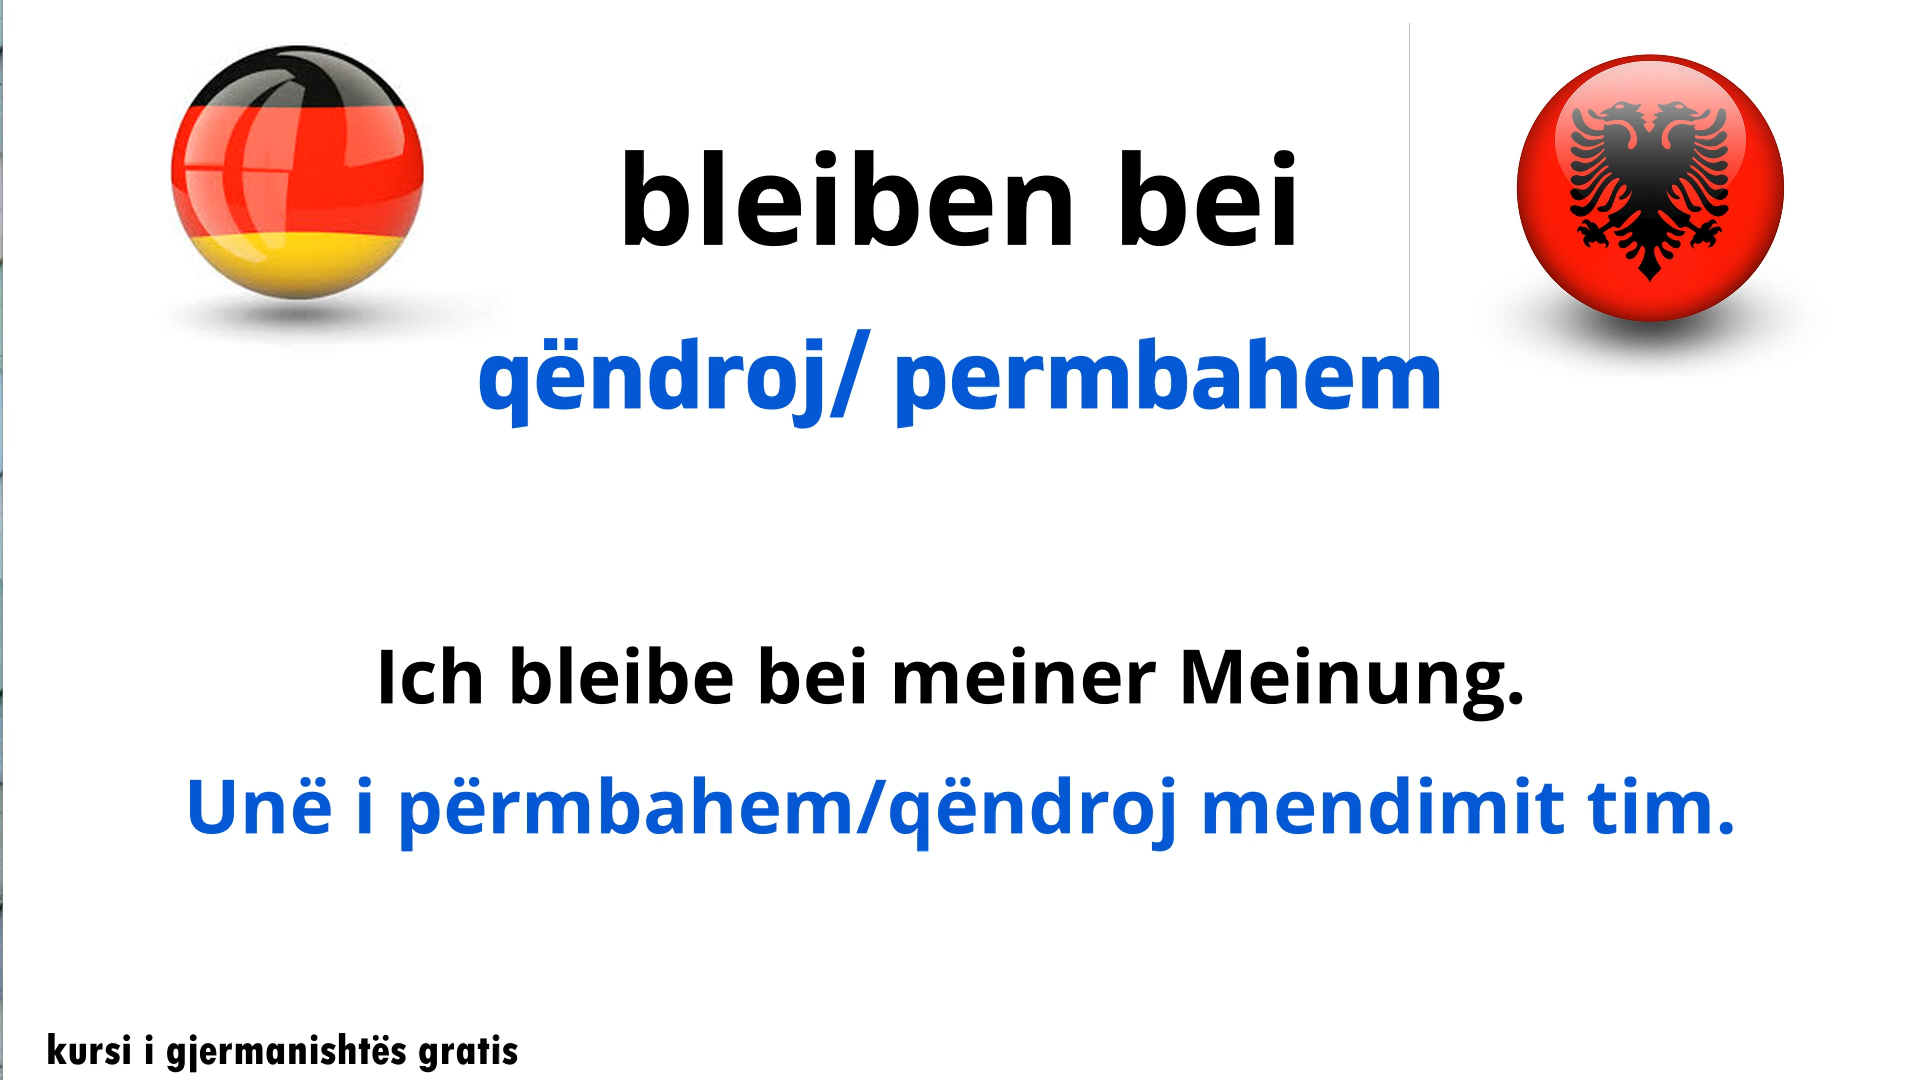 bleiben bei
qëndroj/ permbahem
Ich bleibe bei meiner Meinung.
Unë i përmbahem/qëndroj mendimit tim.
kursi i gjermanishtës gratis